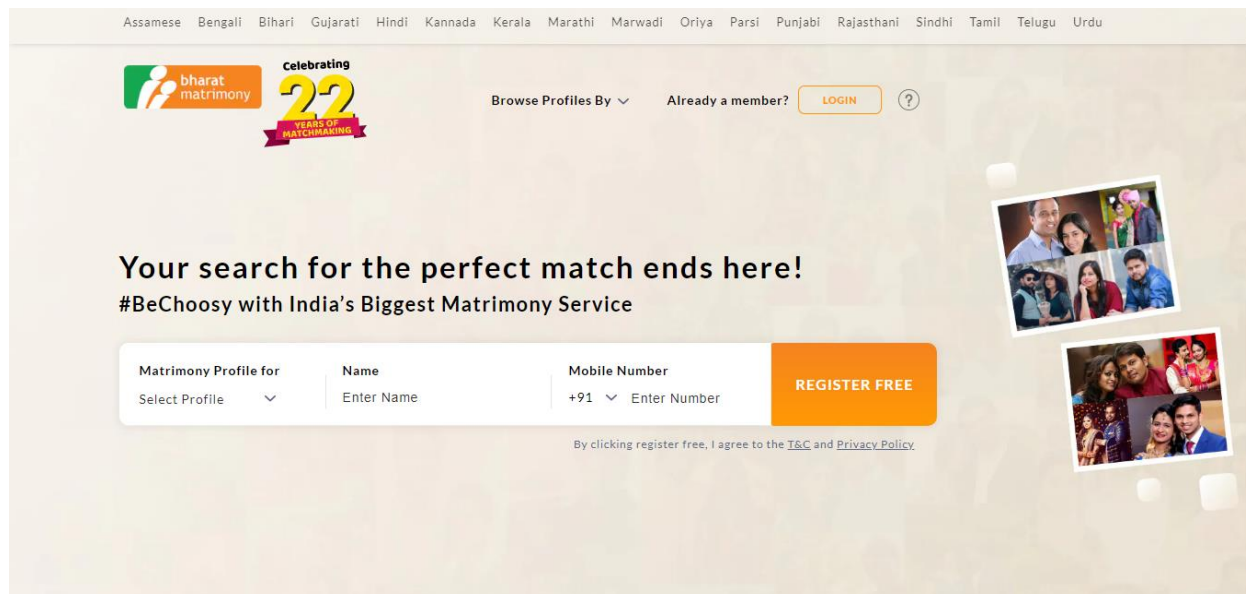 Assamese Bengali Bihari Gujarati Hindi Kannada Kerala Marathi Marwadi Oriya Parsi Punjabi Rajasthani Sindhi Tamil Telugu Urdu
bharat
matrimony
Celebrating
22
YEARS OF
MATCHMAKING
Browse Profiles By Already a member? LOGIN ?
Your search for the perfect match ends here!
#BeChoosy with India’s Biggest Matrimony Service
Matrimony Profile for Name Mobile Number
Select Profile Enter Name +91 Enter Number
REGISTER FREE
By clicking register free, I agree to the T&C and Privacy Policy